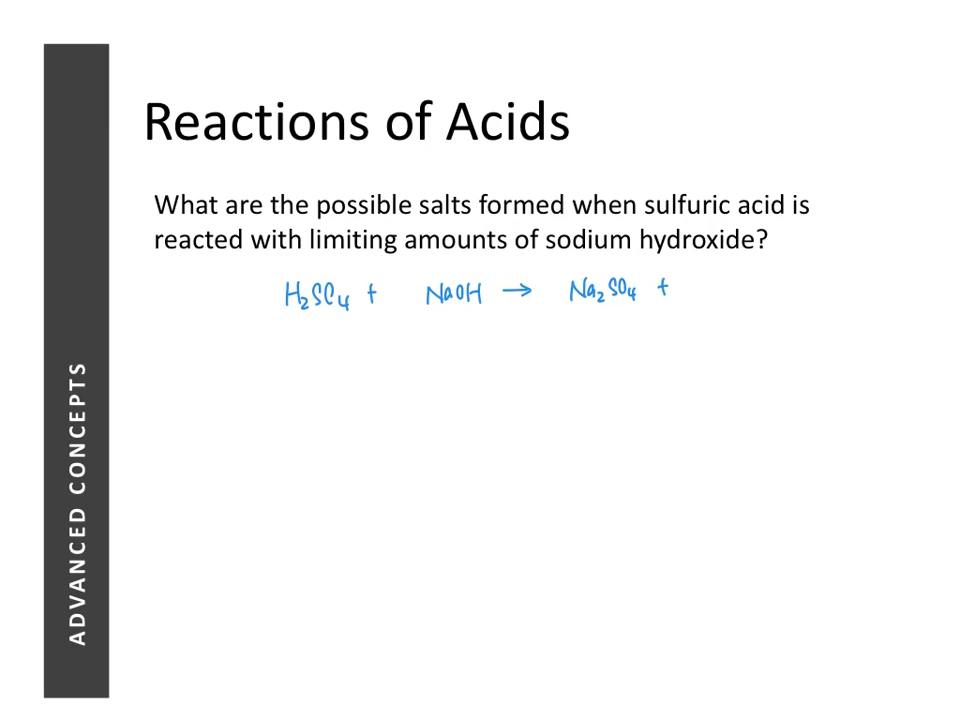 Reactions of Acids
What are the possible salts formed when sulfuric acid is
reacted with limiting amounts of sodium hydroxide?
H₂SO₄ + NaOH → Na₂SO₄ +
ADVANCED CONCEPTS